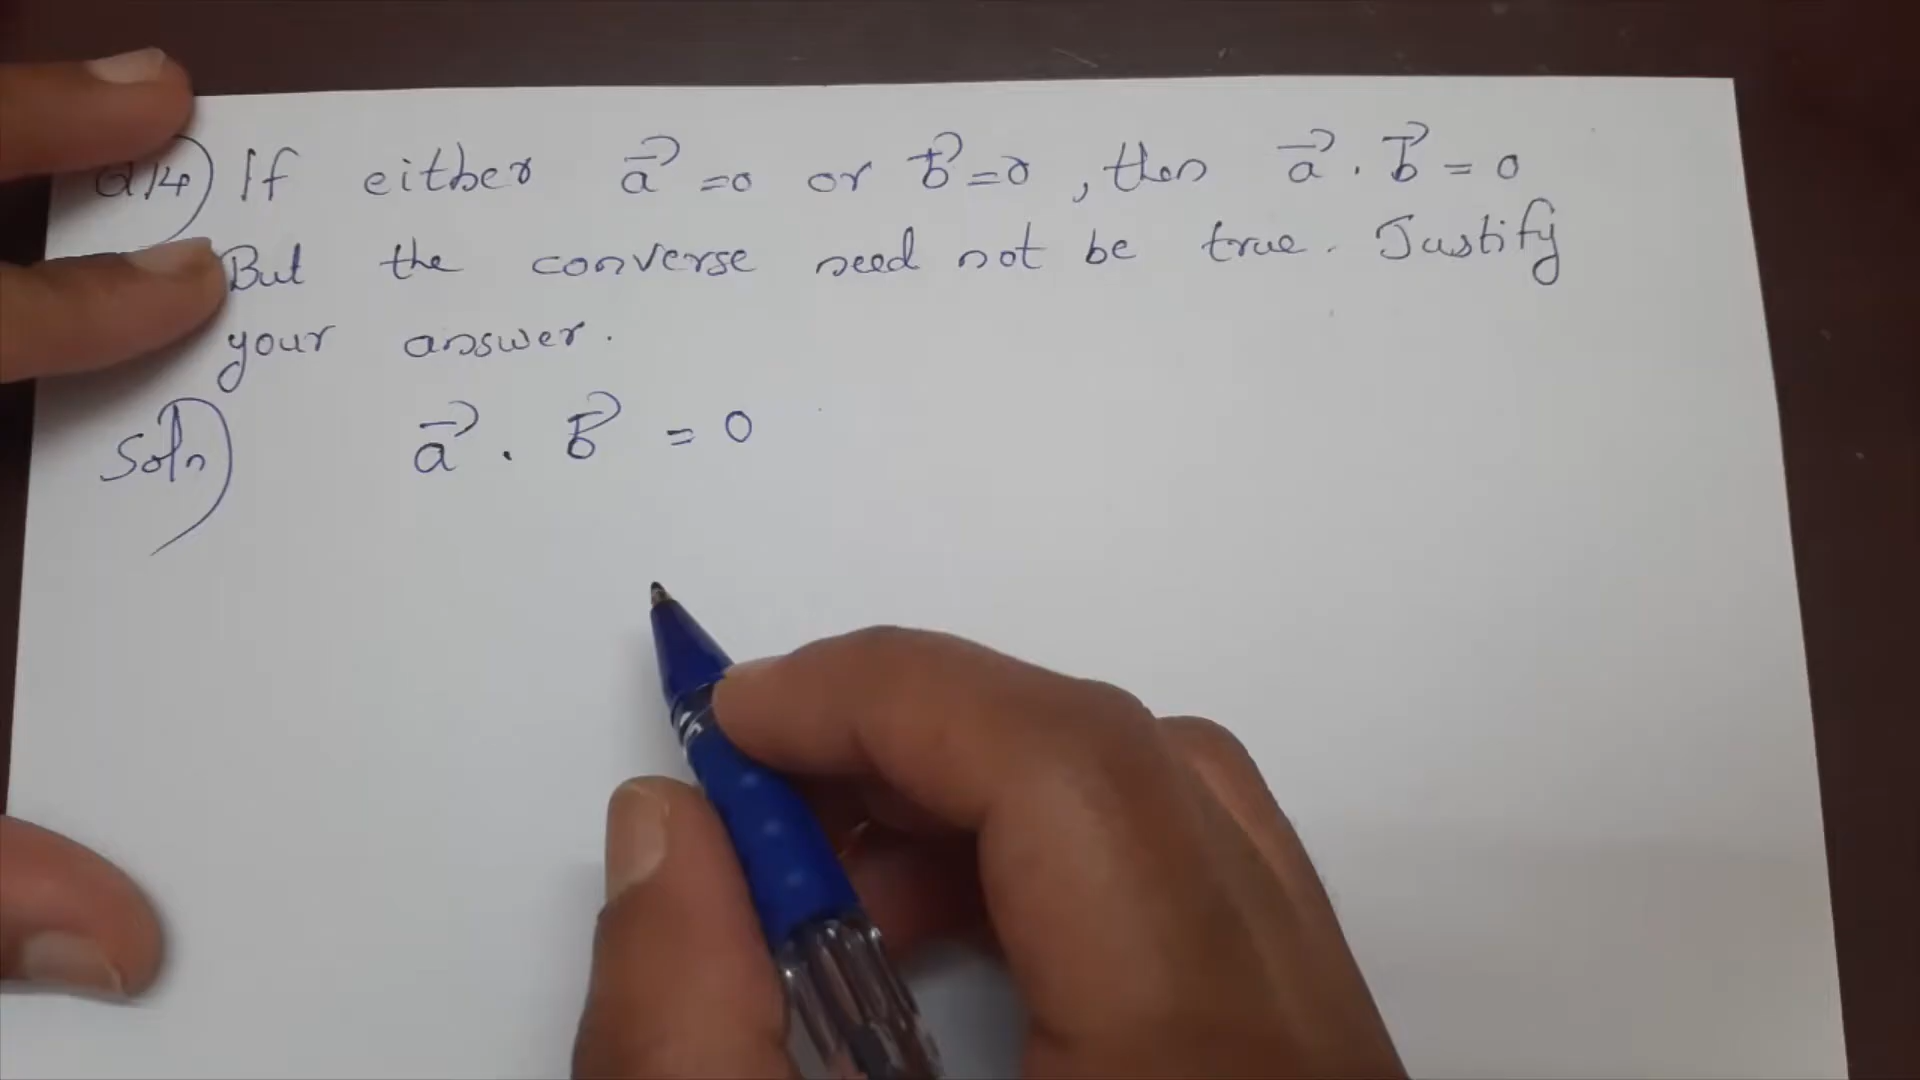 Q14) If either a⃗ =0 or b⃗=0, then a⃗ . b⃗ = 0
But the converse need not be true. Justify
your answer.
Soln) a⃗ . b⃗ = 0